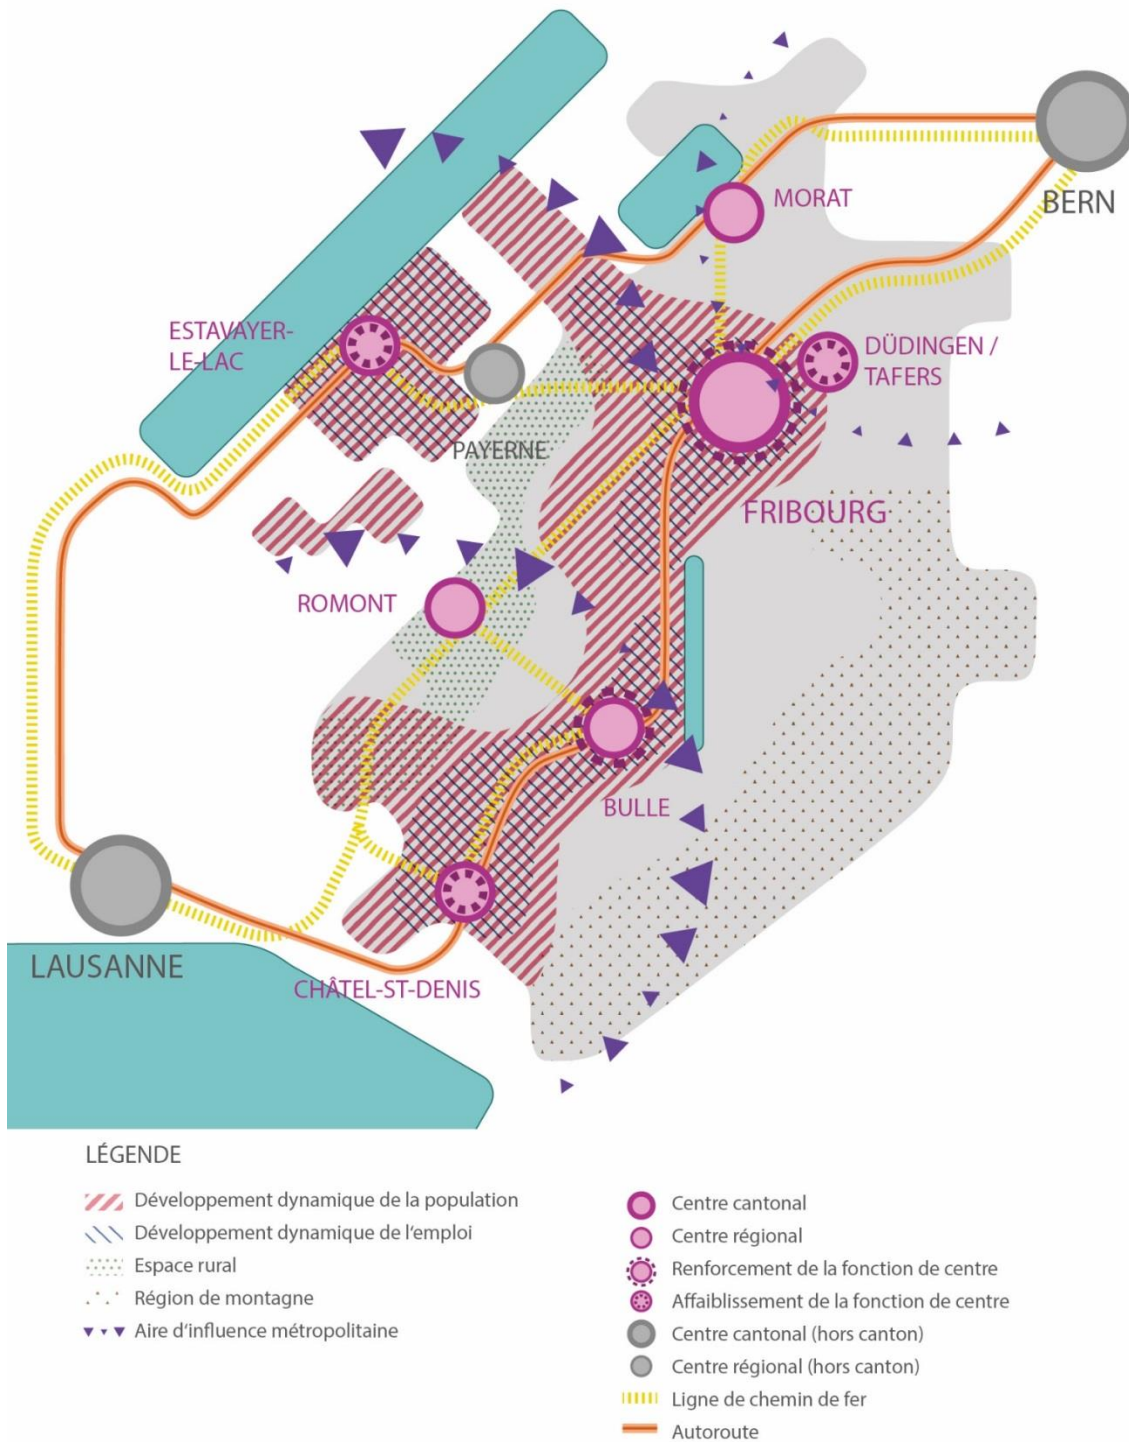 MORAT
BERN
ESTAVAYER-
LE-LAC
DÜDINGEN /
TAFERS
PAYERNE
FRIBOURG
ROMONT
BULLE
LAUSANNE
CHÂTEL-ST-DENIS
LÉGENDE
Développement dynamique de la population
Développement dynamique de l'emploi
Espace rural
Région de montagne
Aire d'influence métropolitaine
Centre cantonal
Centre régional
Renforcement de la fonction de centre
Affaiblissement de la fonction de centre
Centre cantonal (hors canton)
Centre régional (hors canton)
Ligne de chemin de fer
Autoroute